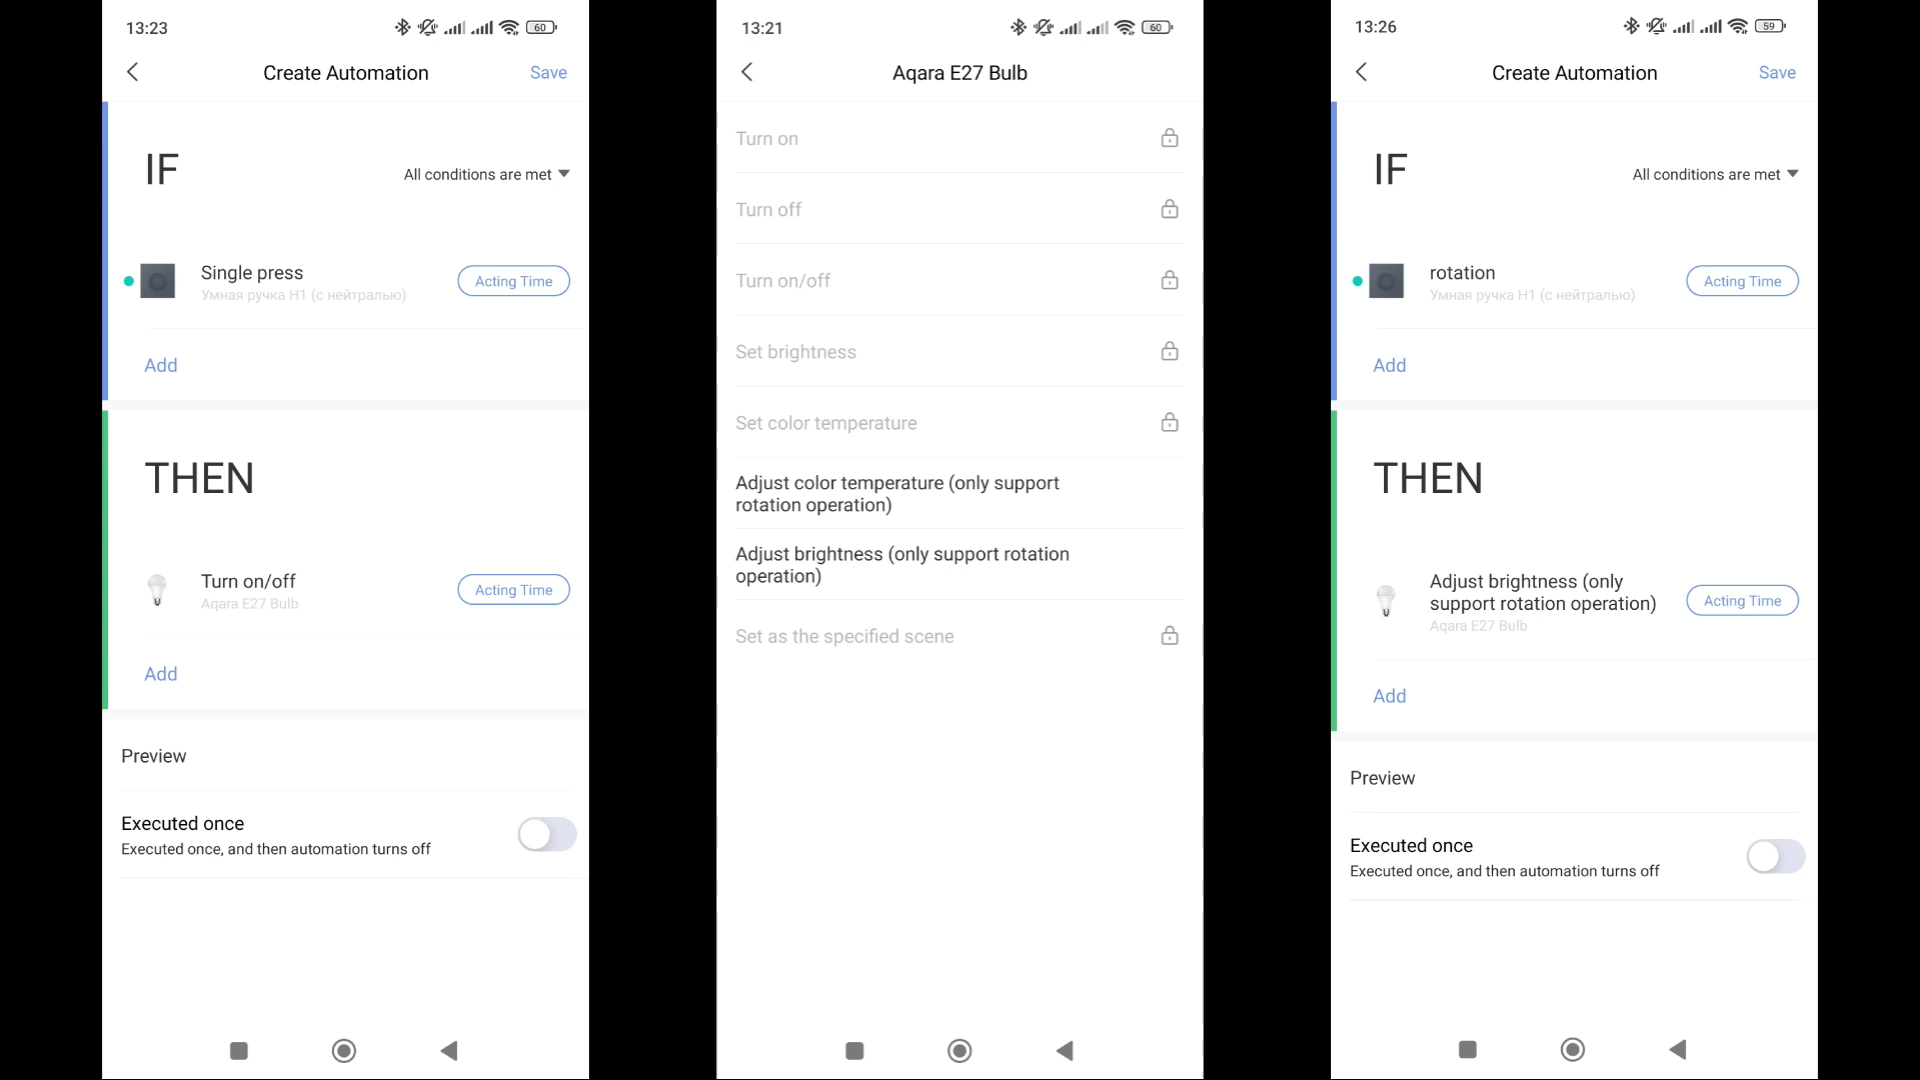 13:23
60
Create Automation
Save
IF
All conditions are met
Single press
Умная ручка H1 (с нейтралью)
Acting Time
Add
THEN
Turn on/off
Aqara E27 Bulb
Acting Time
Add
Preview
Executed once
Executed once, and then automation turns off
13:21
60
Aqara E27 Bulb
Turn on
Turn off
Turn on/off
Set brightness
Set color temperature
Adjust color temperature (only support
rotation operation)
Adjust brightness (only support rotation
operation)
Set as the specified scene
13:26
59
Create Automation
Save
IF
All conditions are met
rotation
Умная ручка H1 (с нейтралью)
Acting Time
Add
THEN
Adjust brightness (only
support rotation operation)
Aqara E27 Bulb
Acting Time
Add
Preview
Executed once
Executed once, and then automation turns off